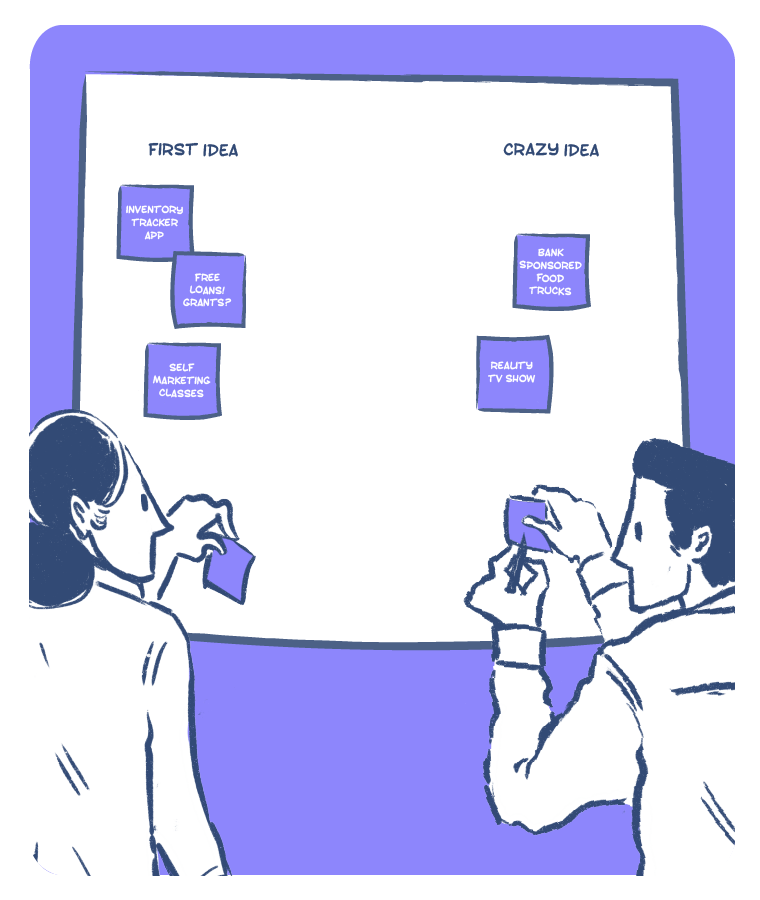 FIRST IDEA
CRAZY IDEA
INVENTORY
TRACKER
APP
FREE
LOANS/
GRANTS?
SELF
MARKETING
CLASSES
BANK
SPONSORED
FOOD
TRUCKS
REALITY
TV SHOW